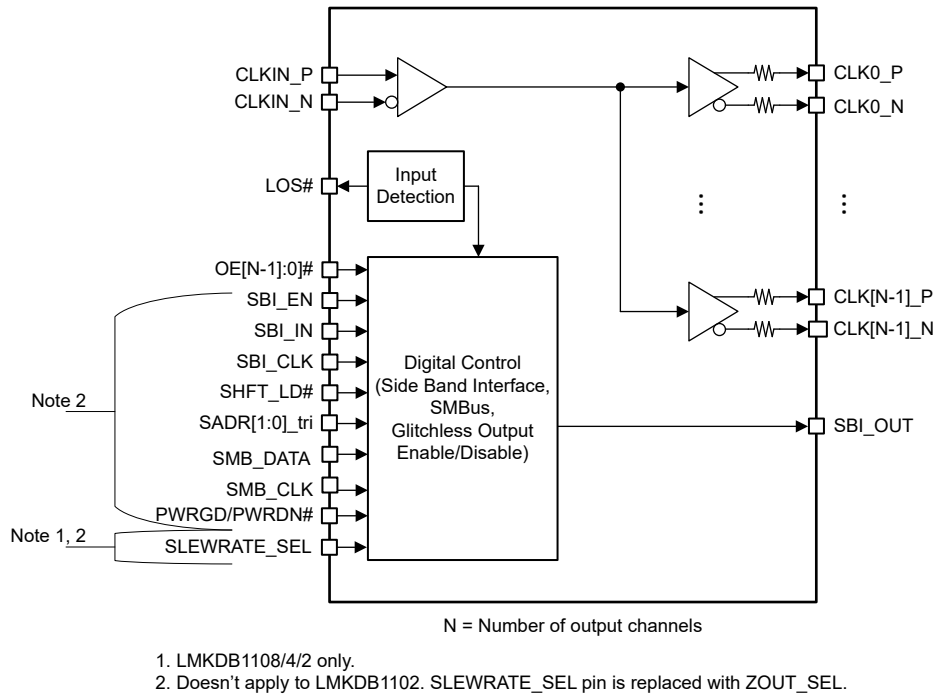 CLKIN_P
CLKIN_N
LOS#
Input
Detection
OE[N-1]:0]#
SBI_EN
SBI_IN
SBI_CLK
SHFT_LD#
SADR[1:0]_tri
SMB_DATA
SMB_CLK
PWRGD/PWRDN#
SLEWRATE_SEL
Note 2
Note 1, 2
Digital Control
(Side Band Interface,
SMBus,
Glitchless Output
Enable/Disable)
CLK0_P
CLK0_N
CLK[N-1]_P
CLK[N-1]_N
SBI_OUT
N = Number of output channels
1. LMKDB1108/4/2 only.
2. Doesn't apply to LMKDB1102. SLEWRATE_SEL pin is replaced with ZOUT_SEL.